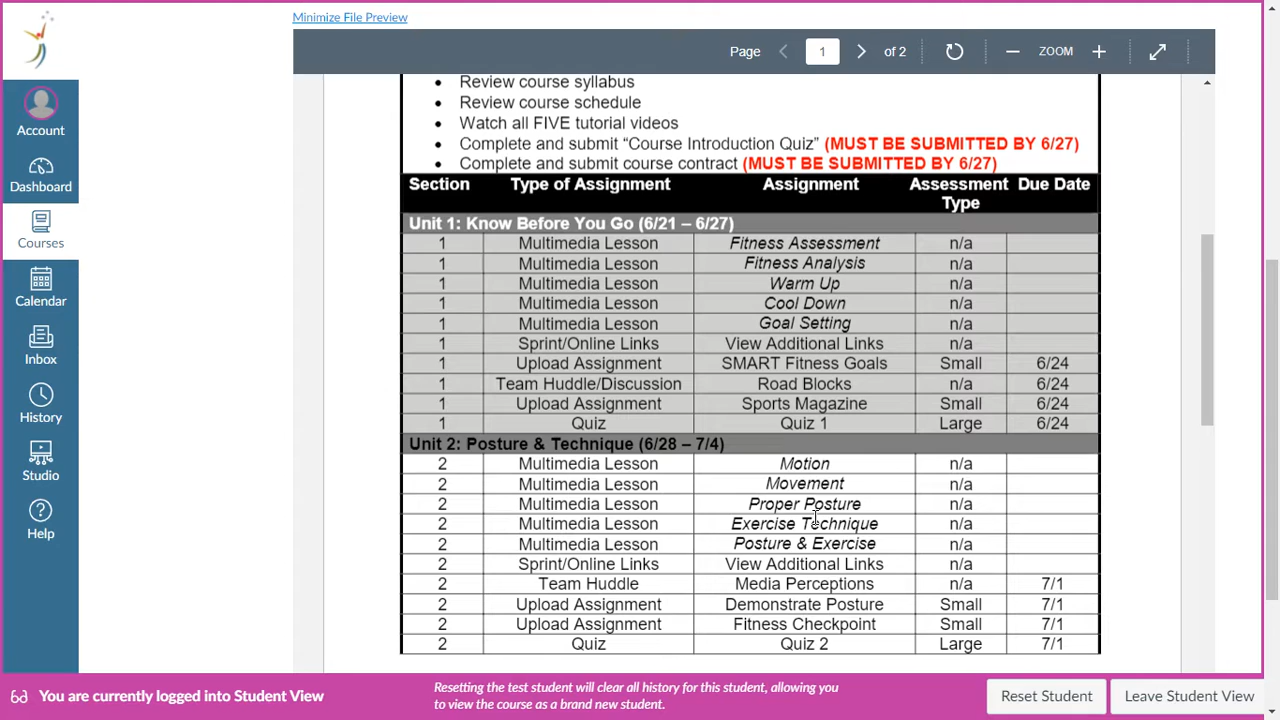 Minimize File Preview
Page 1 of 2 ZOOM
Account
Dashboard
Courses
Calendar
Inbox
History
Studio
Help
• Review course syllabus
• Review course schedule
• Watch all FIVE tutorial videos
• Complete and submit “Course Introduction Quiz” (MUST BE SUBMITTED BY 6/27)
• Complete and submit course contract (MUST BE SUBMITTED BY 6/27)
Section Type of Assignment Assignment Assessment Type Due Date
Unit 1: Know Before You Go (6/21 – 6/27)
1 Multimedia Lesson Fitness Assessment n/a
1 Multimedia Lesson Fitness Analysis n/a
1 Multimedia Lesson Warm Up n/a
1 Multimedia Lesson Cool Down n/a
1 Multimedia Lesson Goal Setting n/a
1 Sprint/Online Links View Additional Links n/a
1 Upload Assignment SMART Fitness Goals Small 6/24
1 Team Huddle/Discussion Road Blocks n/a 6/24
1 Upload Assignment Sports Magazine Small 6/24
1 Quiz Quiz 1 Large 6/24
Unit 2: Posture & Technique (6/28 – 7/4)
2 Multimedia Lesson Motion n/a
2 Multimedia Lesson Movement n/a
2 Multimedia Lesson Proper Posture n/a
2 Multimedia Lesson Exercise Technique n/a
2 Multimedia Lesson Posture & Exercise n/a
2 Sprint/Online Links View Additional Links n/a
2 Team Huddle Media Perceptions n/a 7/1
2 Upload Assignment Demonstrate Posture Small 7/1
2 Upload Assignment Fitness Checkpoint Small 7/1
2 Quiz Quiz 2 Large 7/1
You are currently logged into Student View
Resetting the test student will clear all history for this student, allowing you
to view the course as a brand new student.
Reset Student
Leave Student View